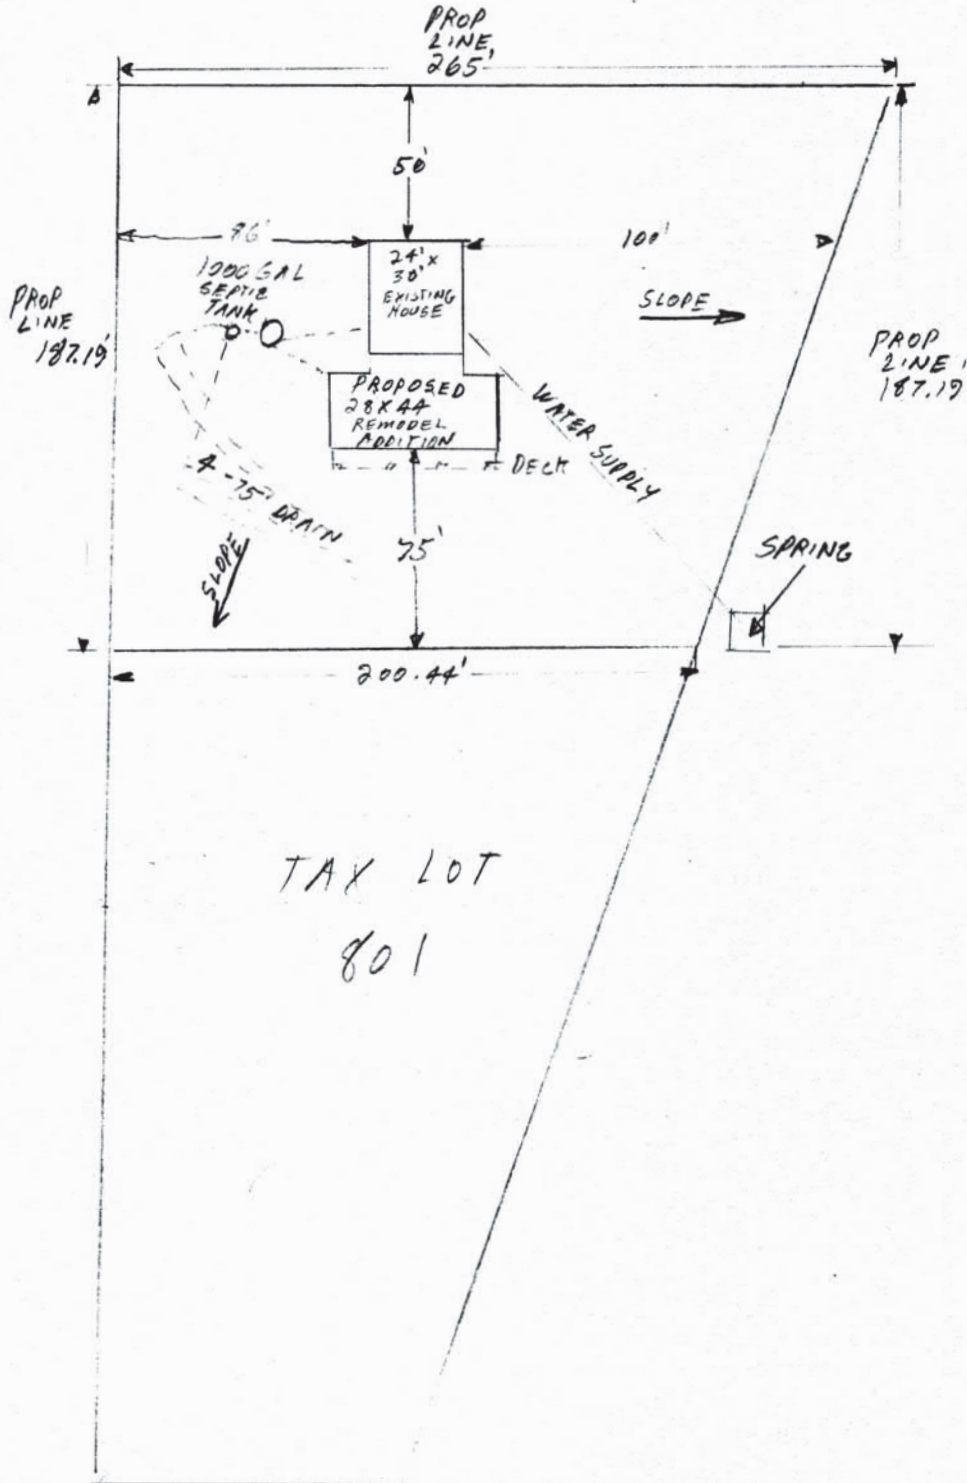 PROP
LINE
265'
50'
96'
100'
1000 GAL
SEPTIC
TANK
24' x
30'
EXISTING
HOUSE
SLOPE
PROP
LINE
187.19'
PROP
LINE
187.19'
PROPOSED
28X44
REMODEL
ADDITION
WATER SUPPLY
DECK
4-75' DRAIN
75'
SLOPE
SPRING
200.44'
TAX LOT
801